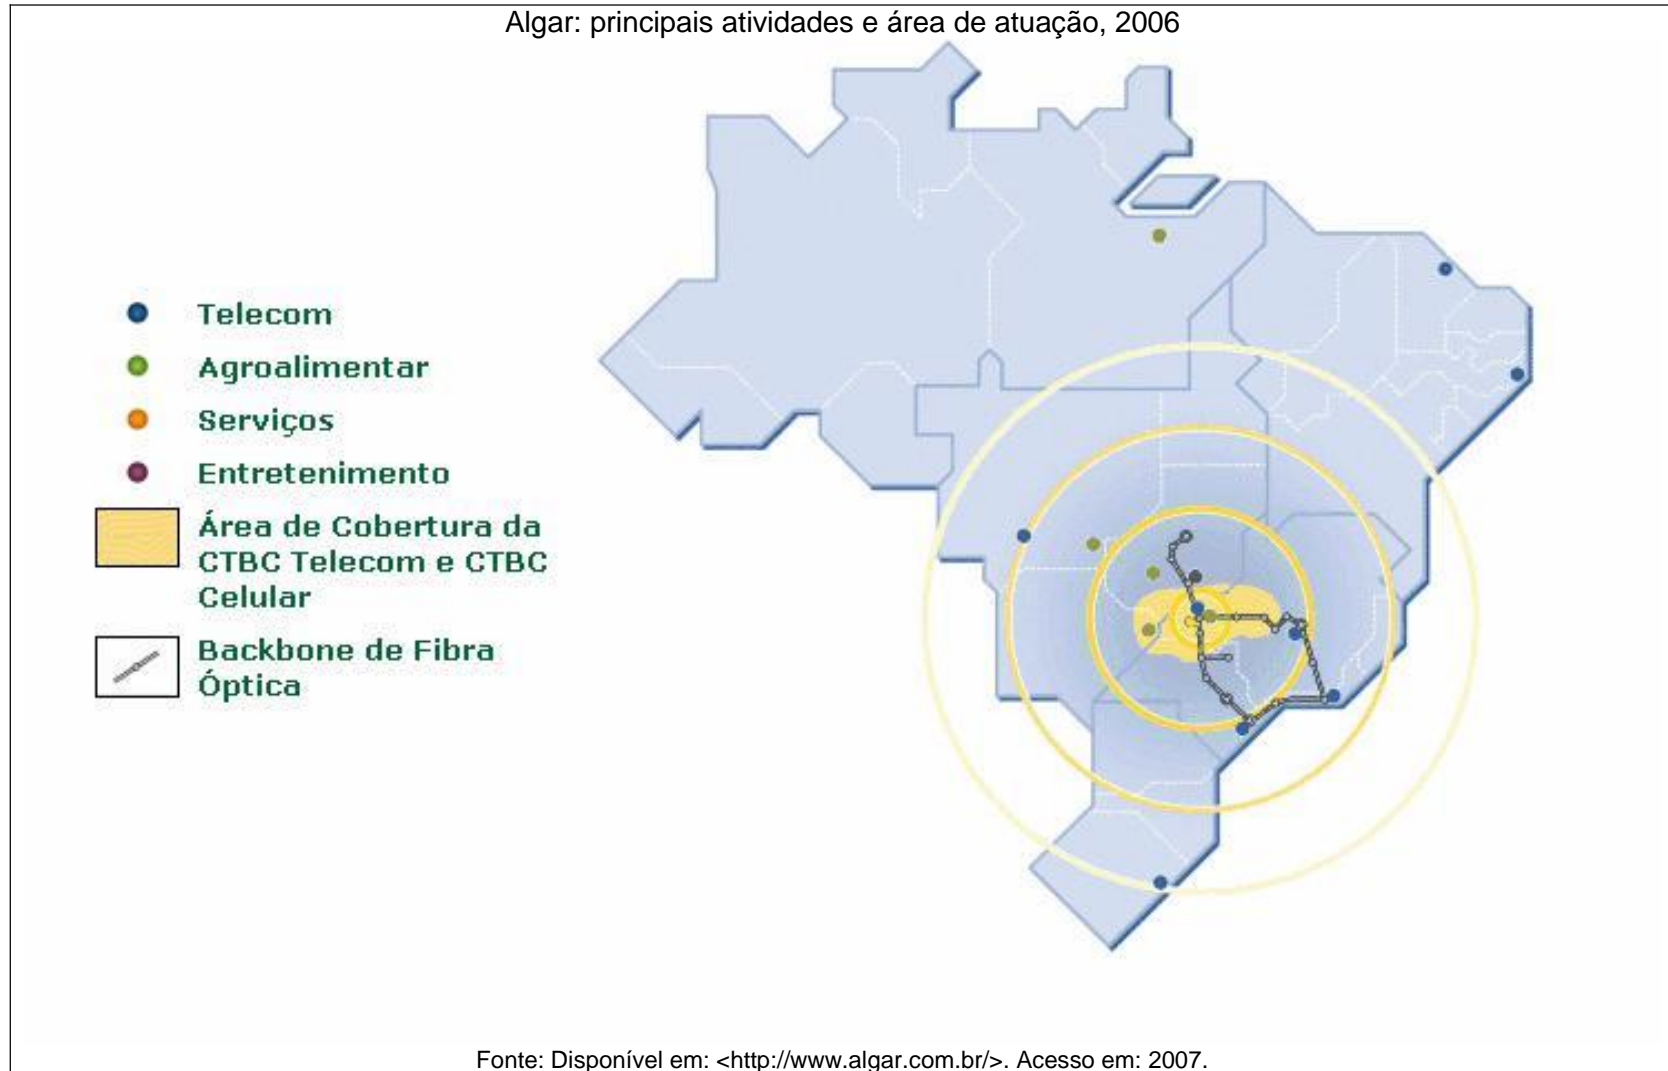 Algar: principais atividades e área de atuação, 2006
Telecom
Agroalimentar
Serviços
Entretenimento
Área de Cobertura da
CTBC Telecom e CTBC
Celular
Backbone de Fibra
Óptica
Fonte: Disponível em: <http://www.algar.com.br/>. Acesso em: 2007.